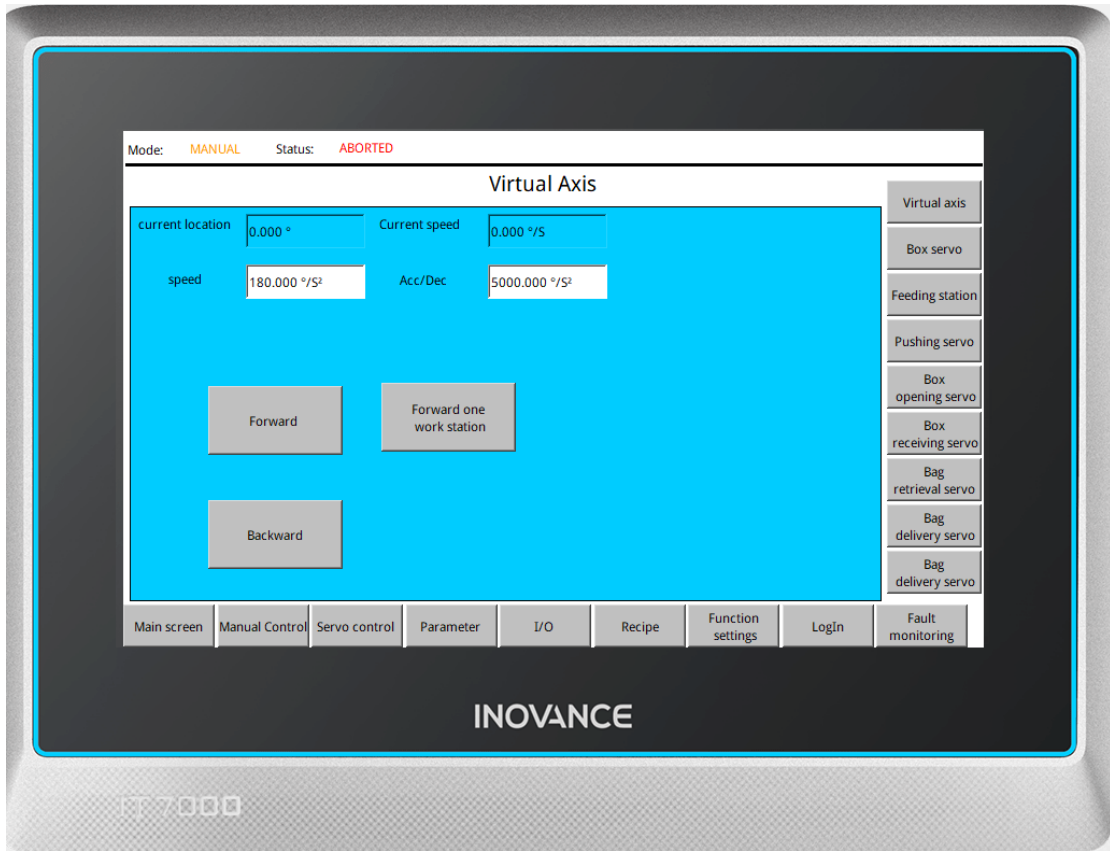 Mode: MANUAL Status: ABORTED
Virtual Axis
current location 0.000 ° Current speed 0.000 °/S
speed 180.000 °/S² Acc/Dec 5000.000 °/S²
Forward
Forward one
work station
Backward
Virtual axis
Box servo
Feeding station
Pushing servo
Box
opening servo
Box
receiving servo
Bag
retrieval servo
Bag
delivery servo
Bag
delivery servo
Main screen
Manual Control
Servo control
Parameter
I/O
Recipe
Function
settings
LogIn
Fault
monitoring
INOVANCE
IT7000